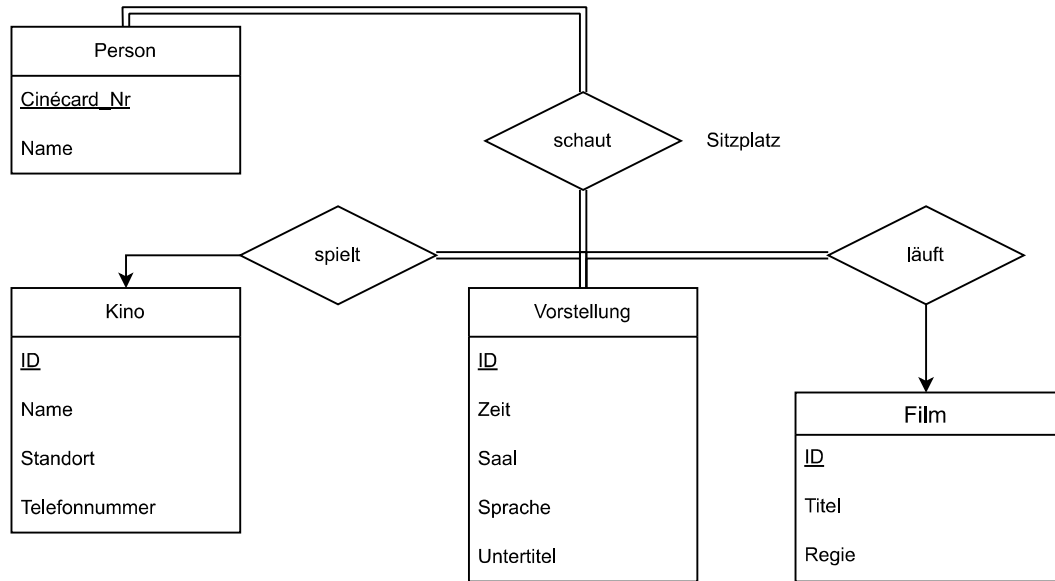 Person
Cinécard_Nr
Name
schaut
Sitzplatz
spielt
läuft
Kino
ID
Name
Standort
Telefonnummer
Vorstellung
ID
Zeit
Saal
Sprache
Untertitel
Film
ID
Titel
Regie